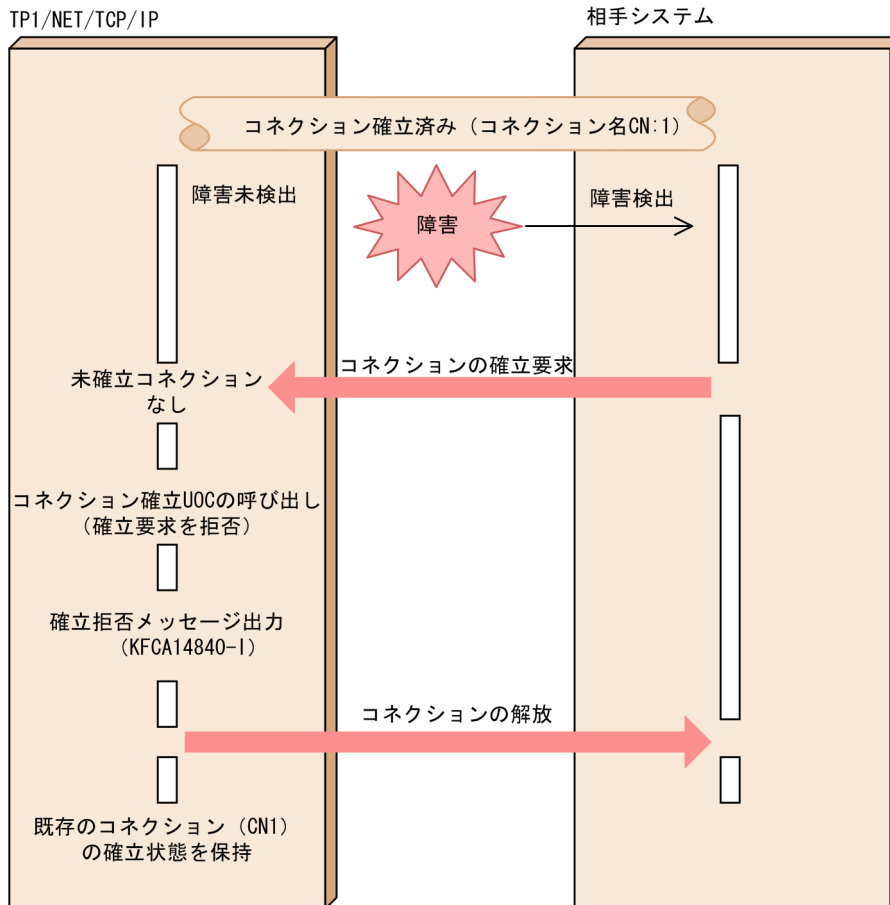 TP1/NET/TCP/IP
相手システム
コネクション確立済み（コネクション名CN:1）
障害未検出
障害
障害検出
コネクションの確立要求
未確立コネクション
なし
コネクション確立UOCの呼び出し
（確立要求を拒否）
確立拒否メッセージ出力
（KFCA14840-I）
コネクションの解放
既存のコネクション（CN1）
の確立状態を保持